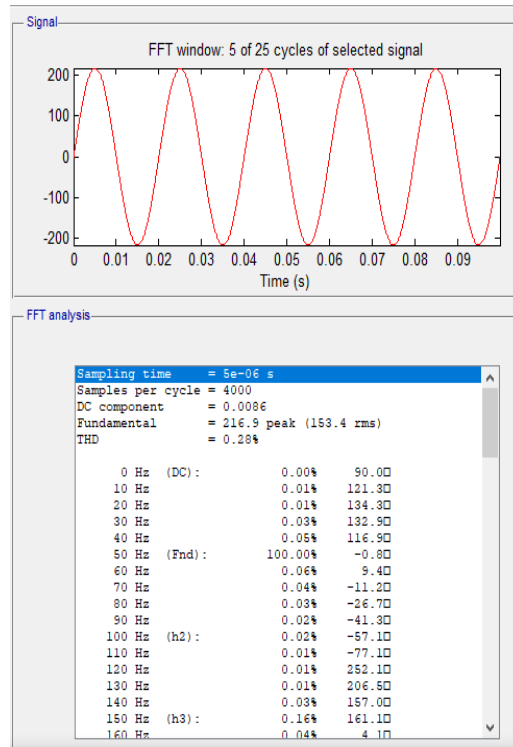 Signal
FFT window: 5 of 25 cycles of selected signal
200
100
0
-100
-200
0 0.01 0.02 0.03 0.04 0.05 0.06 0.07 0.08 0.09
Time (s)
FFT analysis
Sampling time = 5e-06 s
Samples per cycle = 4000
DC component = 0.0086
Fundamental = 216.9 peak (153.4 rms)
THD = 0.28%
0 Hz (DC): 0.00% 90.0□
10 Hz 0.01% 121.3□
20 Hz 0.01% 134.3□
30 Hz 0.03% 132.9□
40 Hz 0.05% 116.9□
50 Hz (Fnd): 100.00% -0.8□
60 Hz 0.06% 9.4□
70 Hz 0.04% -11.2□
80 Hz 0.03% -26.7□
90 Hz 0.02% -41.3□
100 Hz (h2): 0.02% -57.1□
110 Hz 0.01% -77.1□
120 Hz 0.01% 252.1□
130 Hz 0.01% 206.5□
140 Hz 0.03% 157.0□
150 Hz (h3): 0.16% 161.1□
160 Hz 0.04% 4.1□